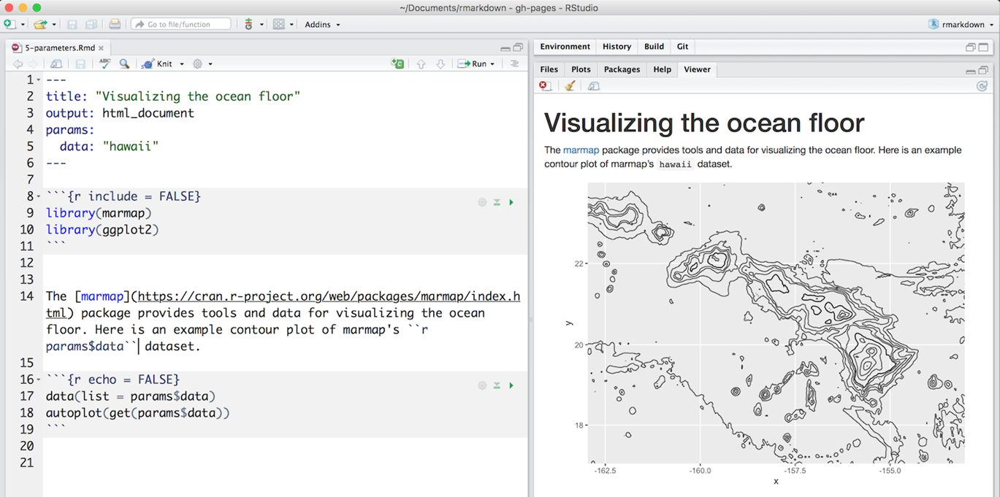 ~/Documents/rmarkdown - gh-pages - RStudio
Go to file/function
Addins
rmarkdown
5-parameters.Rmd
ABC
Knit
Run
1 ---
2 title: "Visualizing the ocean floor"
3 output: html_document
4 params:
5   data: "hawaii"
6 ---
7
8 ```{r include = FALSE}
9 library(marmap)
10 library(ggplot2)
11 ```
12
13
14 The [marmap](https://cran.r-project.org/web/packages/marmap/index.h
tml) package provides tools and data for visualizing the ocean
floor. Here is an example contour plot of marmap's ``r
params$data`` dataset.
15
16 ```{r echo = FALSE}
17 data(list = params$data)
18 autoplot(get(params$data))
19 ```
20
21
Environment History Build Git
Files Plots Packages Help Viewer
Visualizing the ocean floor
The marmap package provides tools and data for visualizing the ocean floor. Here is an example
contour plot of marmap's hawaii dataset.
22
20
18
y
-162.5 -160.0 -157.5 -155.0
x